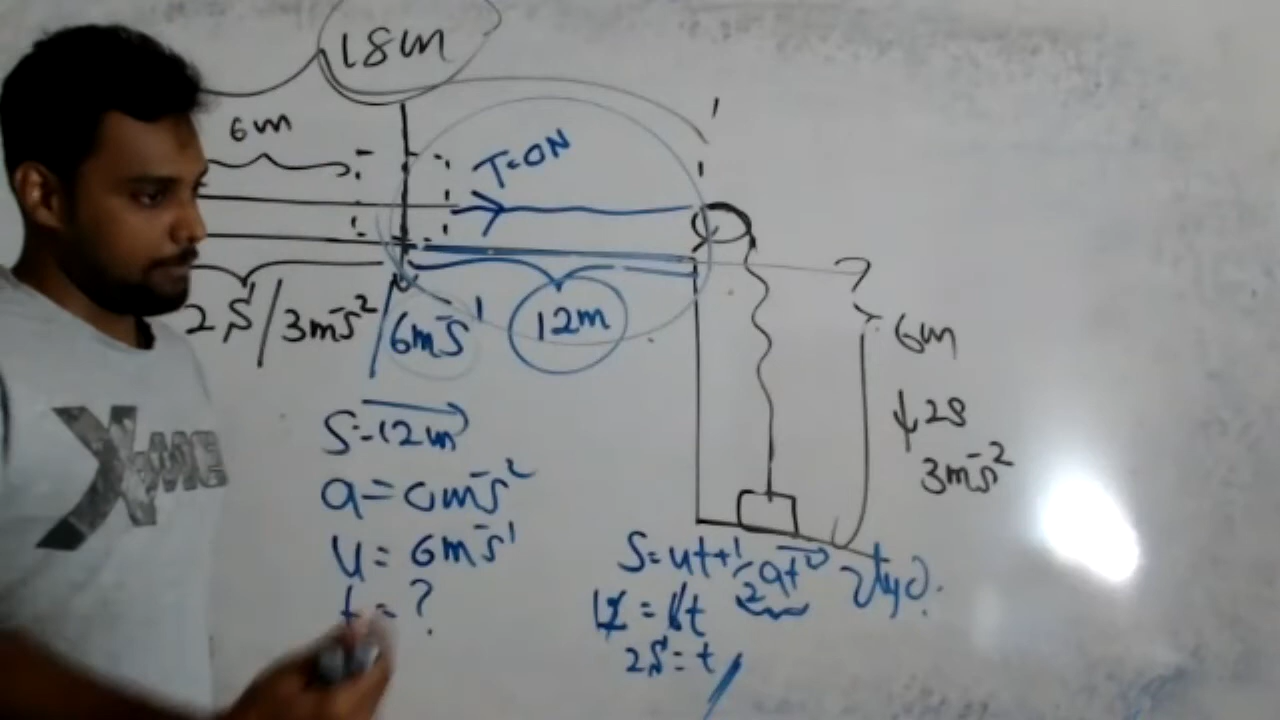 18m
6m
T=0N
2S/3ms⁻²/6ms⁻¹
12m
6m
↓2S
3ms⁻²
S=12m
a=0ms⁻²
u=6ms⁻¹
t=?
S=ut+½at²
12=6t
2S=t
X-ME